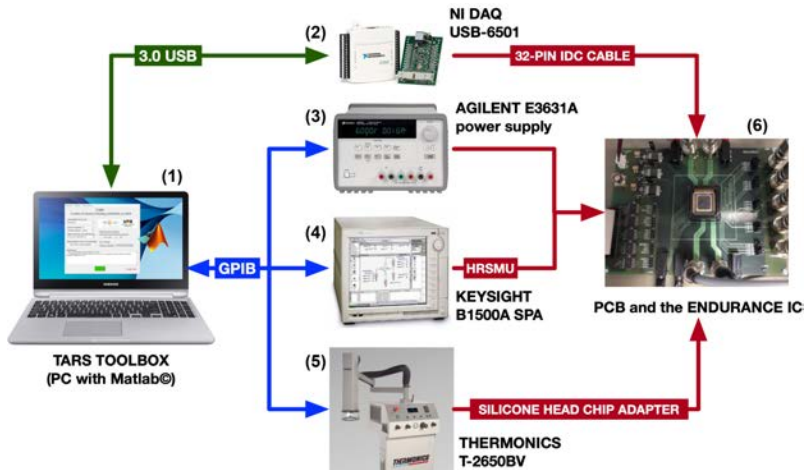 (2)
NI DAQ
USB-6501
3.0 USB
32-PIN IDC CABLE
(3)
AGILENT E3631A
power supply
(6)
(1)
(4)
GPIB
HRSMU
KEYSIGHT
B1500A SPA
PCB and the ENDURANCE IC
TARS TOOLBOX
(PC with Matlab©)
(5)
SILICONE HEAD CHIP ADAPTER
THERMONICS
THERMONICS
T-2650BV